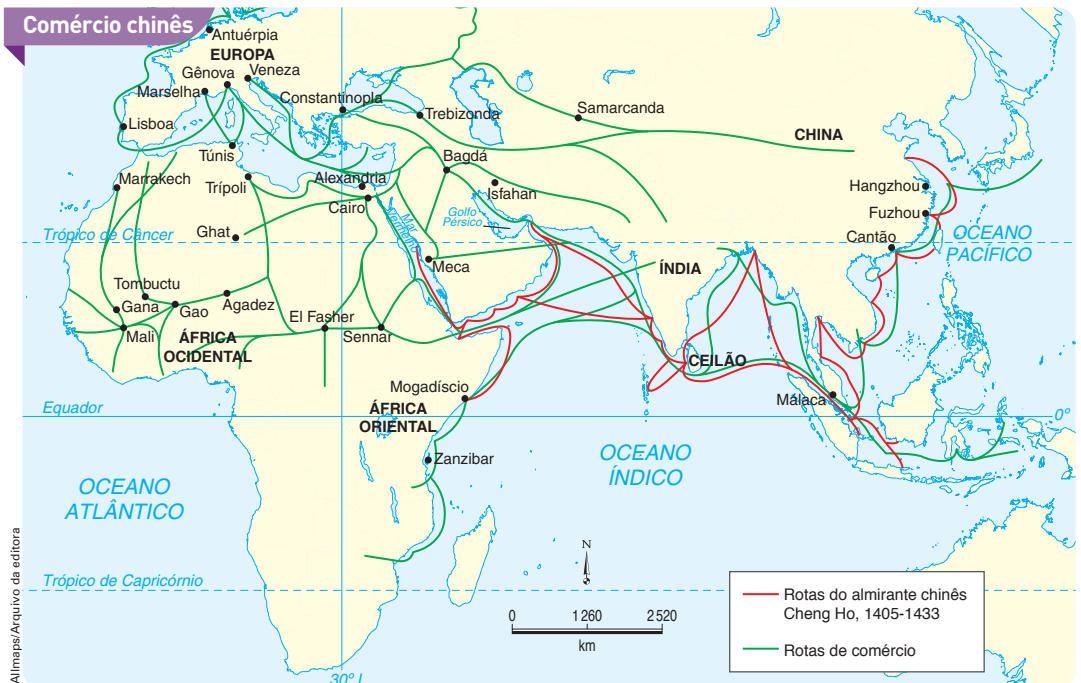 Comércio chinês
Antuérpia
EUROPA
Gênova
Veneza
Marselha
Constantinopla
Trebizonda
Samarcanda
CHINA
Lisboa
Túnis
Bagdá
Marrakech
Trípoli
Alexandria
Isfahan
Hangzhou
Cairo
Golfo
Pérsico
Fuzhou
Mar
Vermelho
Ghat
Cantão
OCEANO
PACÍFICO
Trópico de Câncer
Meca
ÍNDIA
Tombuctu
Gana
Gao
Agadez
El Fasher
Sennar
Mali
ÁFRICA
OCIDENTAL
CEILÃO
Mogadíscio
Málaca
Equador
0º
ÁFRICA
ORIENTAL
Zanzibar
OCEANO
ÍNDICO
OCEANO
ATLÂNTICO
Trópico de Capricórnio
N
0 1 260 2 520
km
Rotas do almirante chinês
Cheng Ho, 1405-1433
Rotas de comércio
30º L
Allmaps/Arquivo da editora